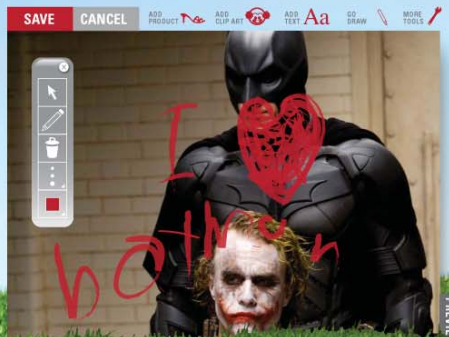 SAVE CANCEL ADD PRODUCT ADD CLIP ART ADD TEXT Aa GO DRAW MORE TOOLS
I
batman